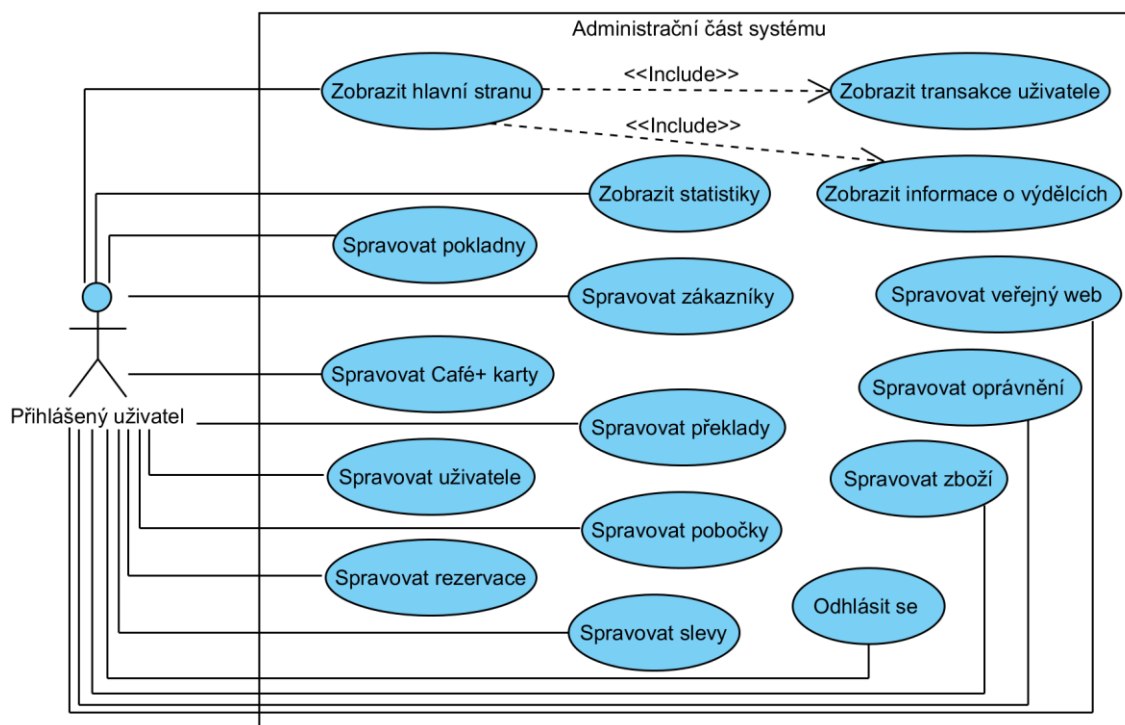 Administrační část systému
<<Include>>
Zobrazit hlavní stranu
Zobrazit transakce uživatele
<<Include>>
Zobrazit statistiky
Zobrazit informace o výdělcích
Spravovat pokladny
Spravovat zákazníky
Spravovat veřejný web
Spravovat Café+ karty
Spravovat oprávnění
Přihlášený uživatel
Spravovat překlady
Spravovat uživatele
Spravovat zboží
Spravovat pobočky
Spravovat rezervace
Odhlásit se
Spravovat slevy